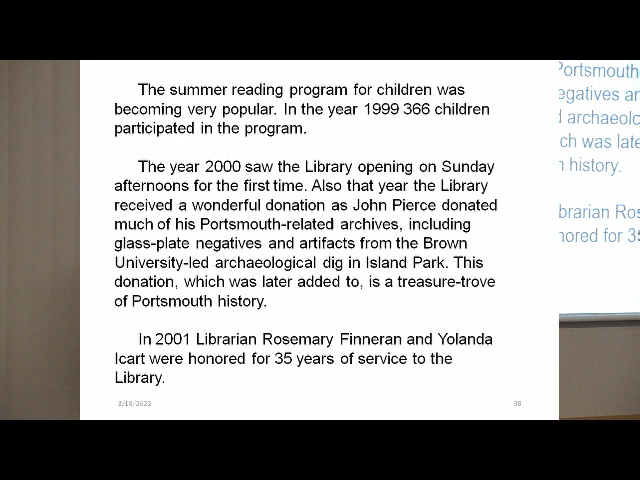 The summer reading program for children was
becoming very popular. In the year 1999 366 children
participated in the program.
The year 2000 saw the Library opening on Sunday
afternoons for the first time. Also that year the Library
received a wonderful donation as John Pierce donated
much of his Portsmouth-related archives, including
glass-plate negatives and artifacts from the Brown
University-led archaeological dig in Island Park. This
donation, which was later added to, is a treasure-trove
of Portsmouth history.
In 2001 Librarian Rosemary Finneran and Yolanda
Icart were honored for 35 years of service to the
Library.
3/18/2022
38
Portsmouth
egatives an
d archaeolo
ch was late
h history.
brarian Ros
nored for 35